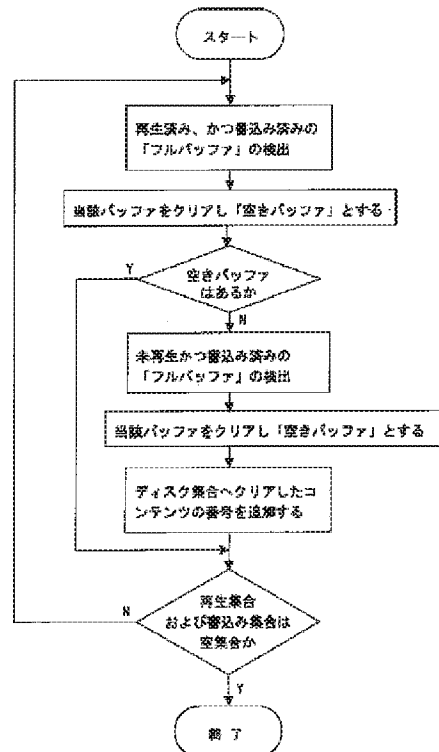 スタート
再生済み、かつ書込み済みの
「フルバッファ」の検出
当該バッファをクリアし「空きバッファ」とする
Y
空きバッファ
はあるか
N
未再生かつ書込み済みの
「フルバッファ」の検出
当該バッファをクリアし「空きバッファ」とする
ディスク集合へクリアしたコ
ンテンツの番号を追加する
N
再生集合
および書込み集合は
空集合か
Y
終了